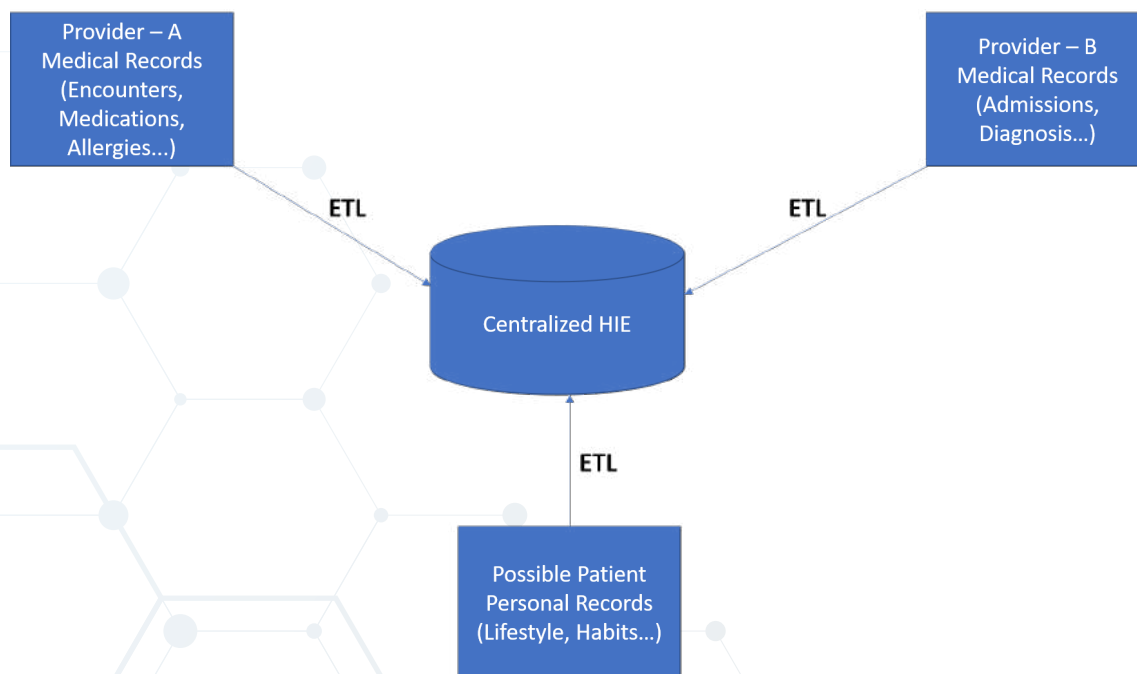 Provider – A
Medical Records
(Encounters,
Medications,
Allergies...)
Provider – B
Medical Records
(Admissions,
Diagnosis...)
ETL
ETL
Centralized HIE
ETL
Possible Patient
Personal Records
(Lifestyle, Habits...)